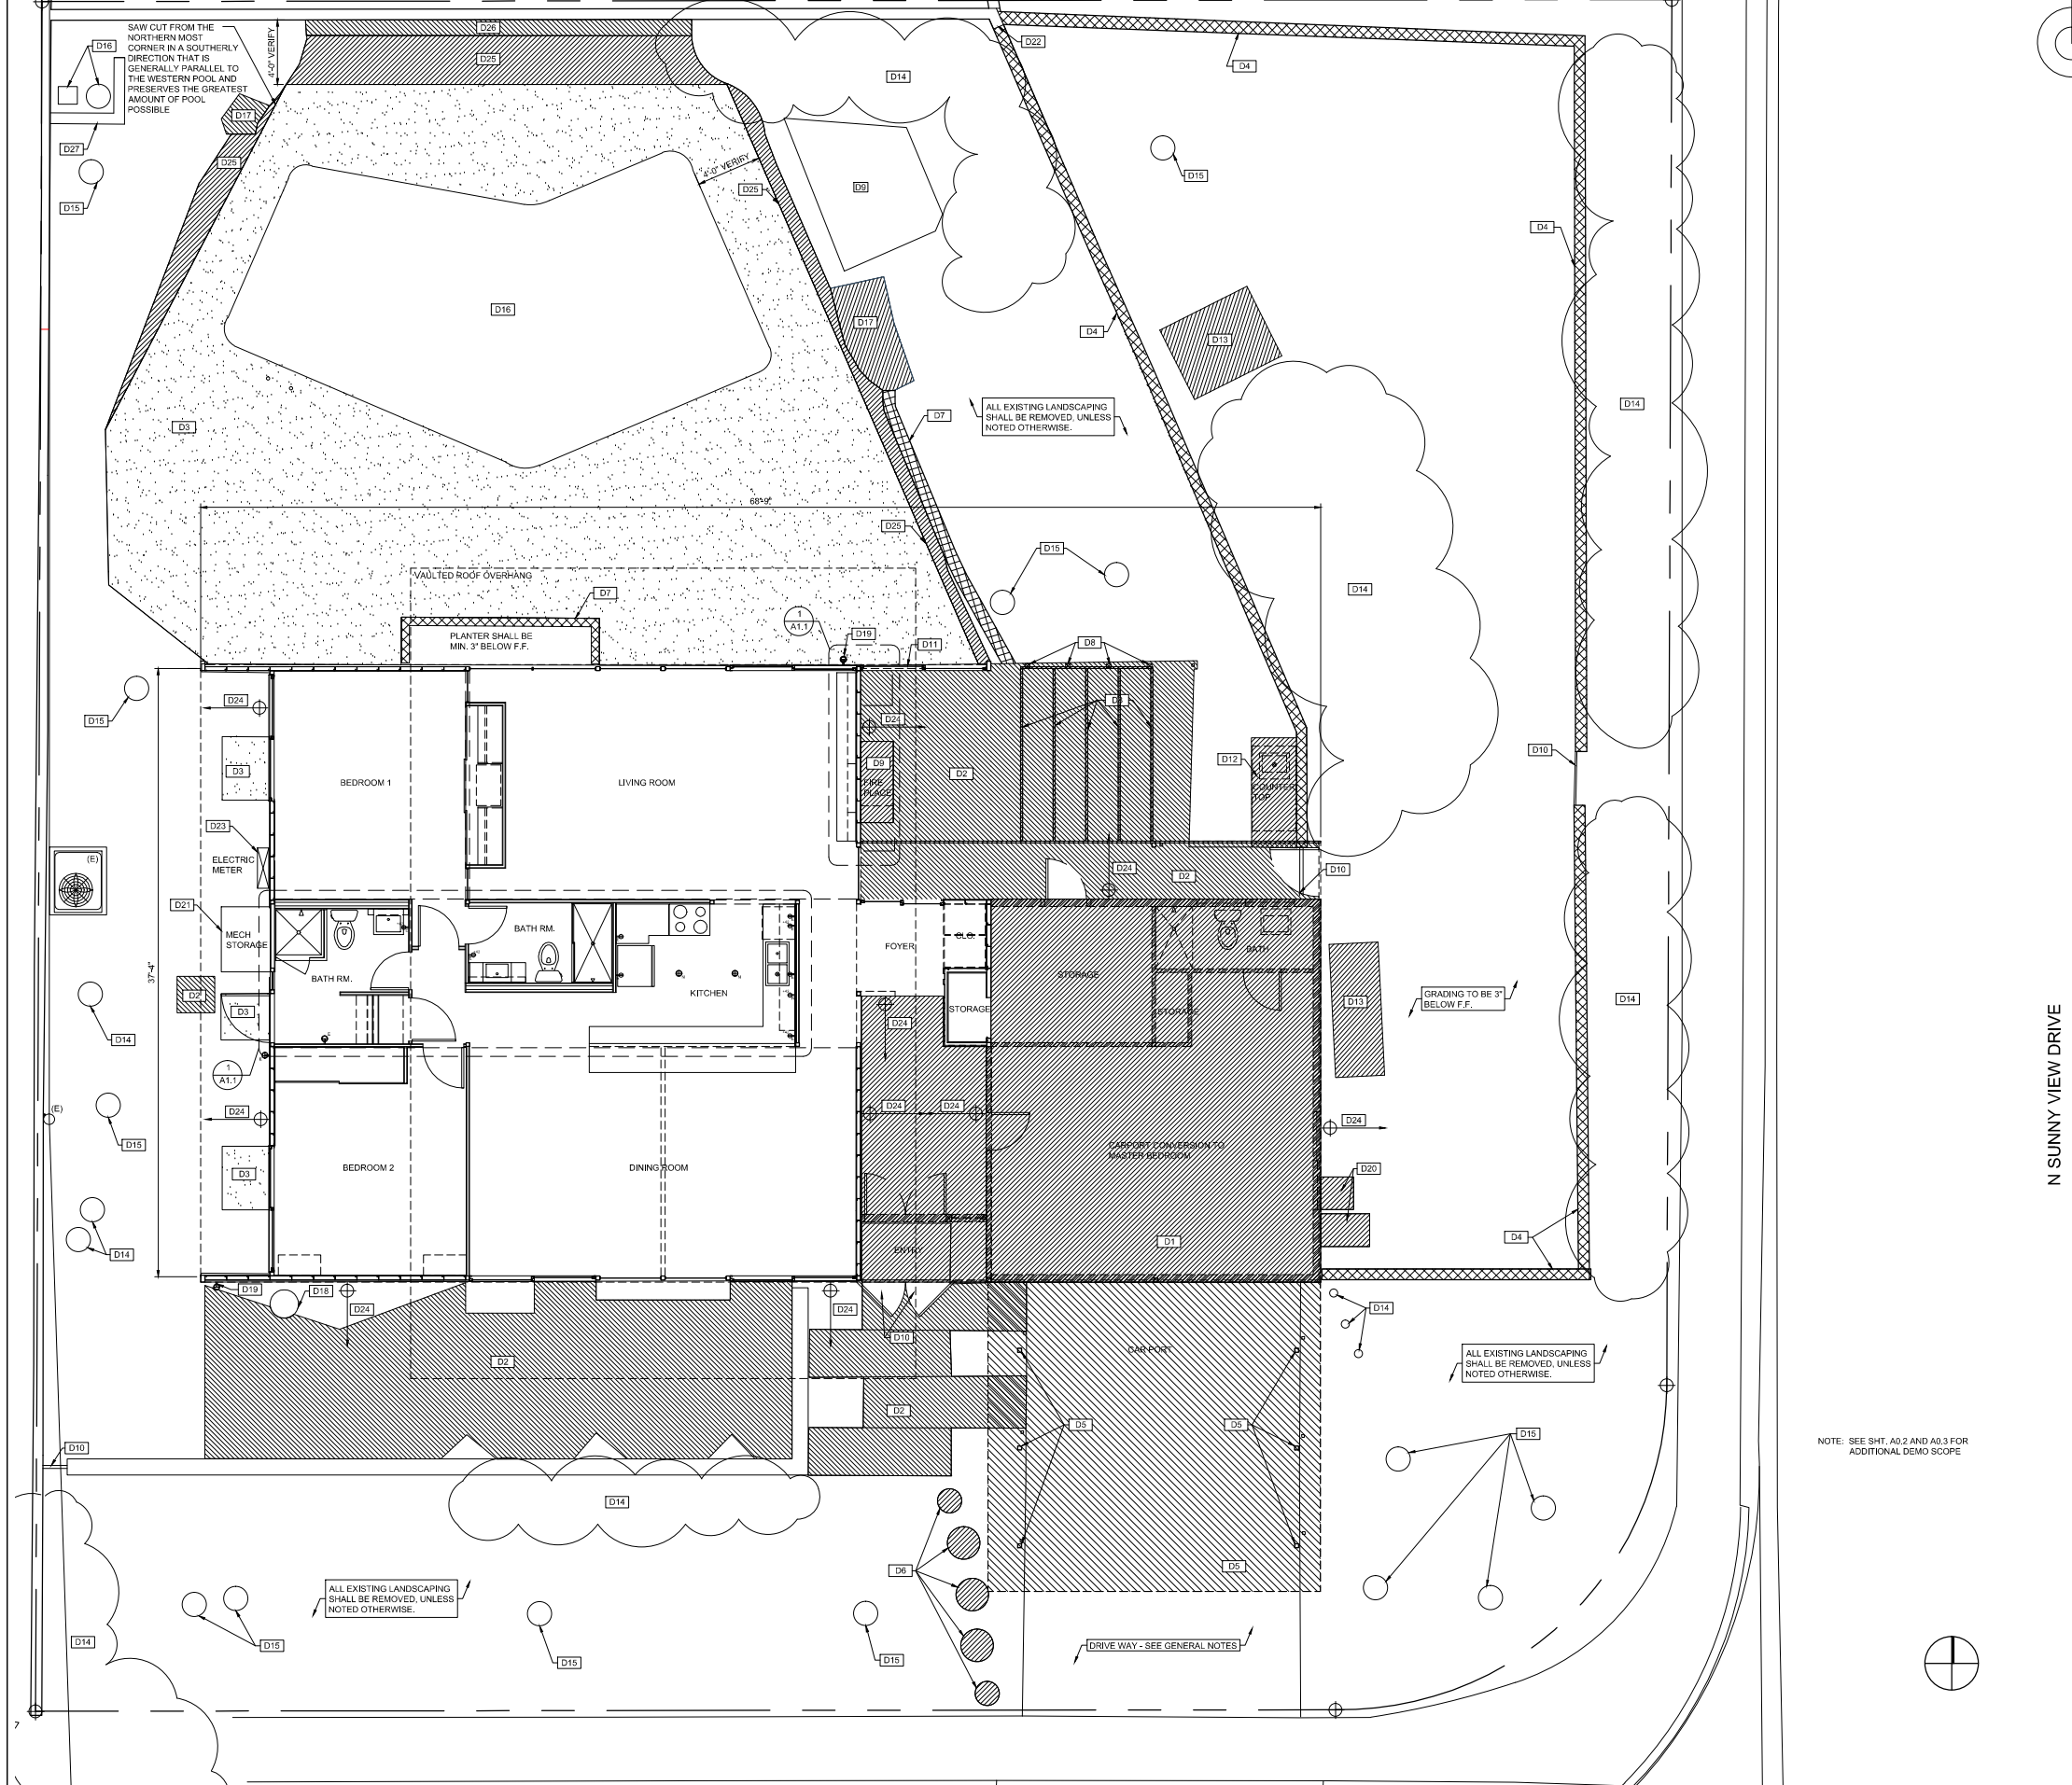 SAW CUT FROM THE
NORTHERN MOST
CORNER IN A SOUTHERLY
DIRECTION THAT IS
GENERALLY PARALLEL TO
THE WESTERN POOL AND
PRESERVES THE GREATEST
AMOUNT OF POOL
POSSIBLE
D16
4'-0" VERIFY
D26
D25
D22
D4
D14
D17
D27
D15
D25
D15
4'-0" VERIFY
D25
D9
D15
D4
D16
D17
D4
D13
D14
D3
D7
ALL EXISTING LANDSCAPING
SHALL BE REMOVED, UNLESS
NOTED OTHERWISE.
68'-9"
D25
D15
VAULTED ROOF OVERHANG
D7
D14
1
A1.1
D19
D11
D8
PLANTER SHALL BE
MIN. 3" BELOW F.F.
D24
D15
D24
D10
D3
BEDROOM 1
LIVING ROOM
D9
FIRE
PLACE
D2
D12
COUNTER
TOP
D23
ELECTRIC
METER
(E)
D24
D2
D10
D21
MECH
STORAGE
BATH RM.
BATH RM.
KITCHEN
FOYER
CLO.
STORAGE
STORAGE
STORAGE
BATH
37'-4"
D2
D3
D24
D13
GRADING TO BE 3"
BELOW F.F.
D14
N SUNNY VIEW DRIVE
D14
1
A1.1
(E)
D24
D15
D24
D24
D24
D3
BEDROOM 2
DINING ROOM
CARPORT CONVERSION TO
MASTER BEDROOM
D20
D14
ENTRY
D1
D4
D19
D18
D24
D24
D10
D14
D2
CAR PORT
ALL EXISTING LANDSCAPING
SHALL BE REMOVED, UNLESS
NOTED OTHERWISE.
D2
D5
D5
D15
D10
NOTE: SEE SHT. A0.2 AND A0.3 FOR
ADDITIONAL DEMO SCOPE
D14
D6
D5
ALL EXISTING LANDSCAPING
SHALL BE REMOVED, UNLESS
NOTED OTHERWISE.
D14
D15
D15
D15
DRIVE WAY - SEE GENERAL NOTES
7